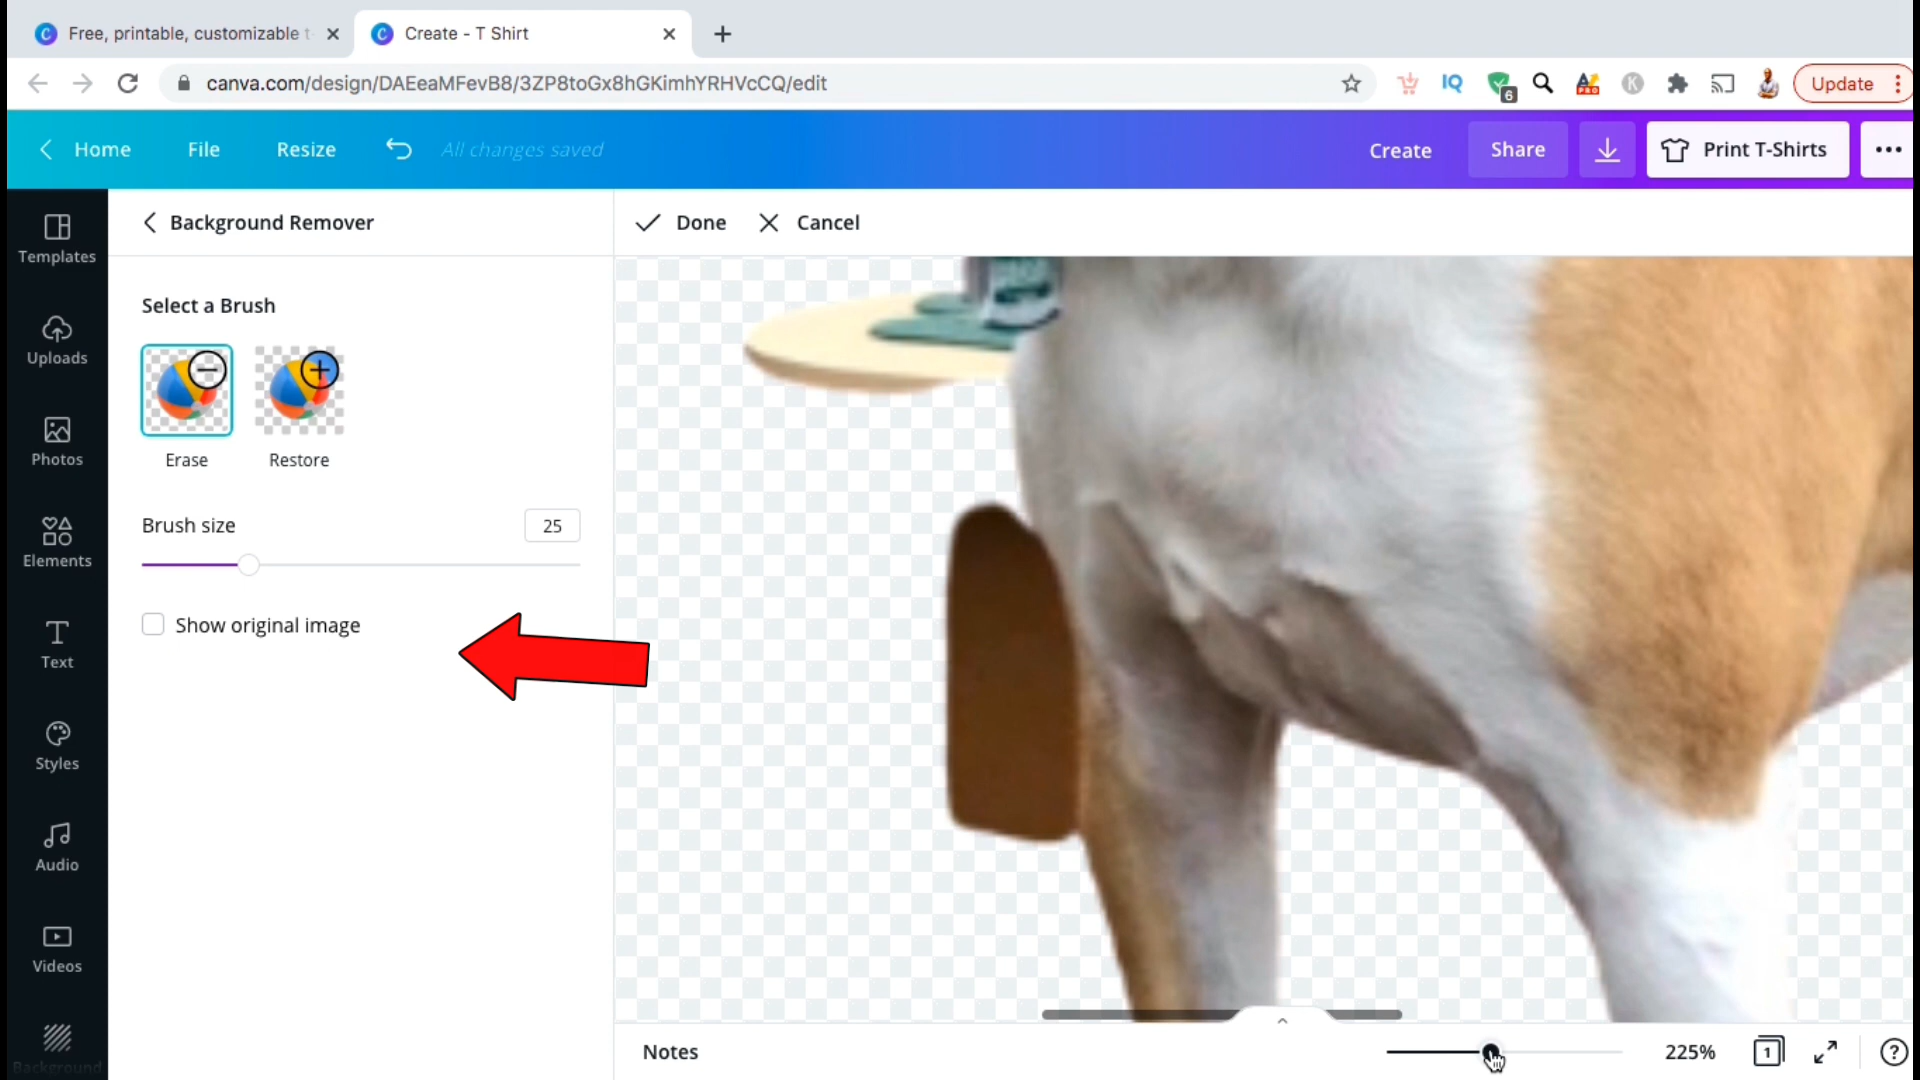 Free, printable, customizable t
Create - T Shirt
canva.com/design/DAEeaMFevB8/3ZP8toGx8hGKimhYRHVcCQ/edit
IQ
6
PRO
K
Update
Home
File
Resize
All changes saved
Create
Share
Print T-Shirts
Templates
Uploads
Photos
Elements
Text
Styles
Audio
Videos
Background
Background Remover
Done
Cancel
Select a Brush
Erase
Restore
Brush size
25
Show original image
Notes
225%
1
?